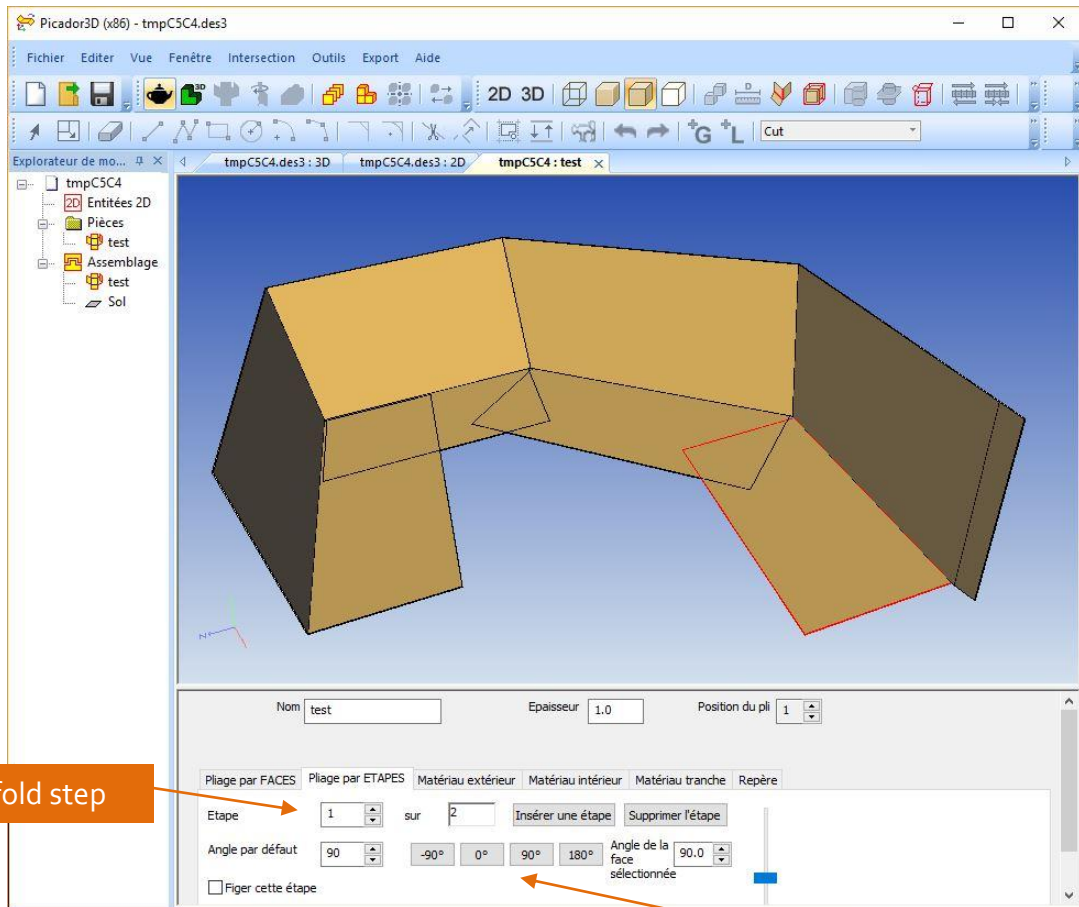 Picador3D (x86) - tmpC5C4.des3
Fichier Editer Vue Fenêtre Intersection Outils Export Aide
3D 2D 3D
+G +L Cut
Explorateur de mo...
tmpC5C4.des3 : 3D tmpC5C4.des3 : 2D tmpC5C4 : test
tmpC5C4
2D Entitées 2D
Pièces
test
Assemblage
test
Sol
Nom test Epaisseur 1.0 Position du pli 1
Pliage par FACES Pliage par ETAPES Matériau extérieur Matériau intérieur Matériau tranche Repère
fold step
Etape 1 sur 2 Insérer une étape Supprimer l'étape
Angle par défaut 90 -90° 0° 90° 180° Angle de la face sélectionnée 90.0
Figer cette étape